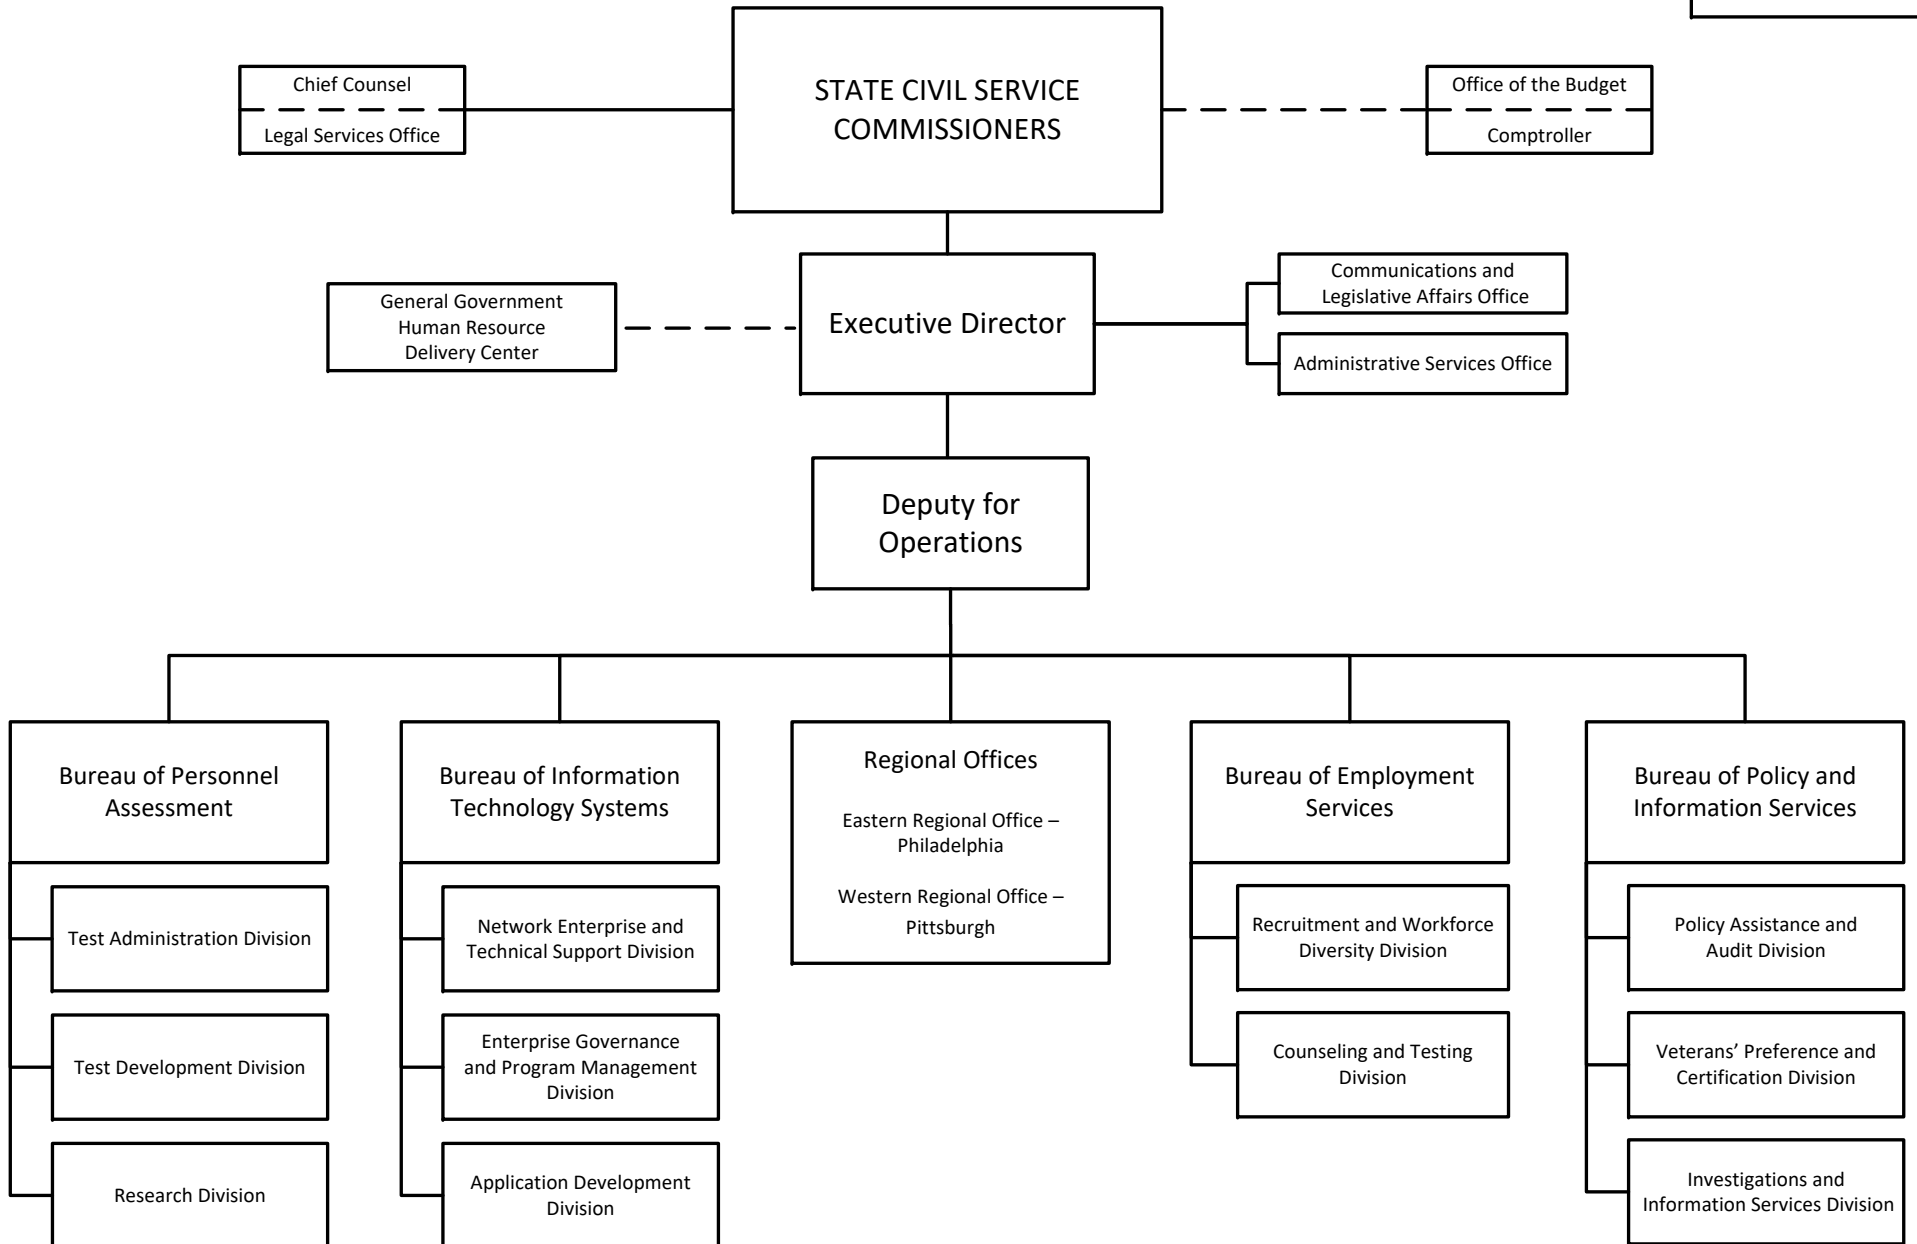 STATE CIVIL SERVICE
COMMISSIONERS
Chief Counsel
Legal Services Office
Office of the Budget
Comptroller
Executive Director
General Government
Human Resource
Delivery Center
Communications and
Legislative Affairs Office
Administrative Services Office
Deputy for
Operations
Bureau of Personnel
Assessment
Test Administration Division
Test Development Division
Research Division
Bureau of Information
Technology Systems
Network Enterprise and
Technical Support Division
Enterprise Governance
and Program Management
Division
Application Development
Division
Regional Offices
Eastern Regional Office –
Philadelphia
Western Regional Office –
Pittsburgh
Bureau of Employment
Services
Recruitment and Workforce
Diversity Division
Counseling and Testing
Division
Bureau of Policy and
Information Services
Policy Assistance and
Audit Division
Veterans’ Preference and
Certification Division
Investigations and
Information Services Division